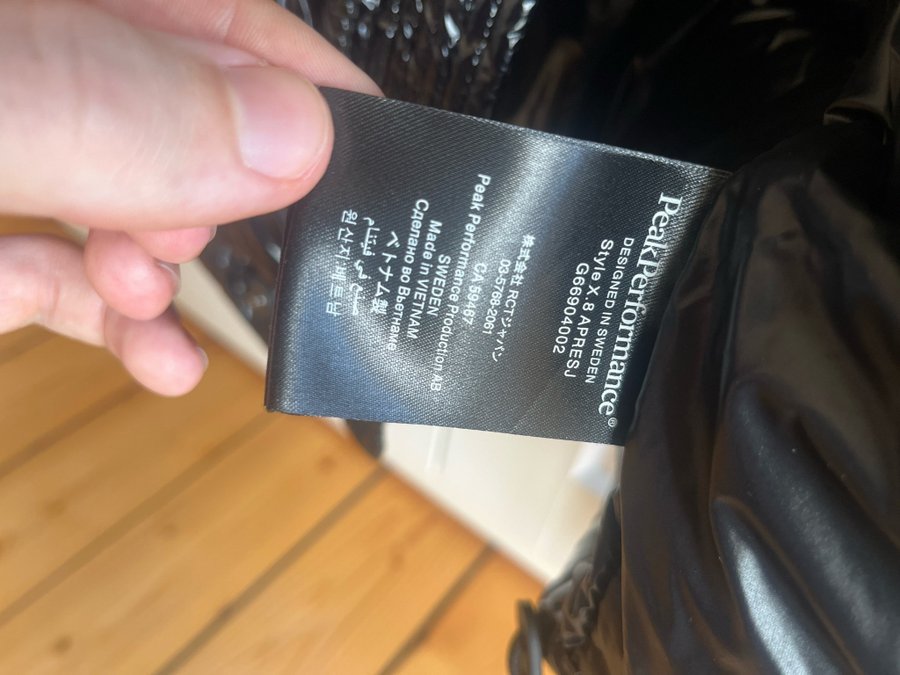 PeakPerformance®
DESIGNED IN SWEDEN
Style X.8 APRESJ
G66904002
株式会社 RCTジャパン
03-5789-2061
CA 59467
Peak Performance Production AB
SWEDEN
Made in VIETNAM
Сделано во Вьетнаме
ベトナム製
صنعت في فيتنام
원산지 베트남